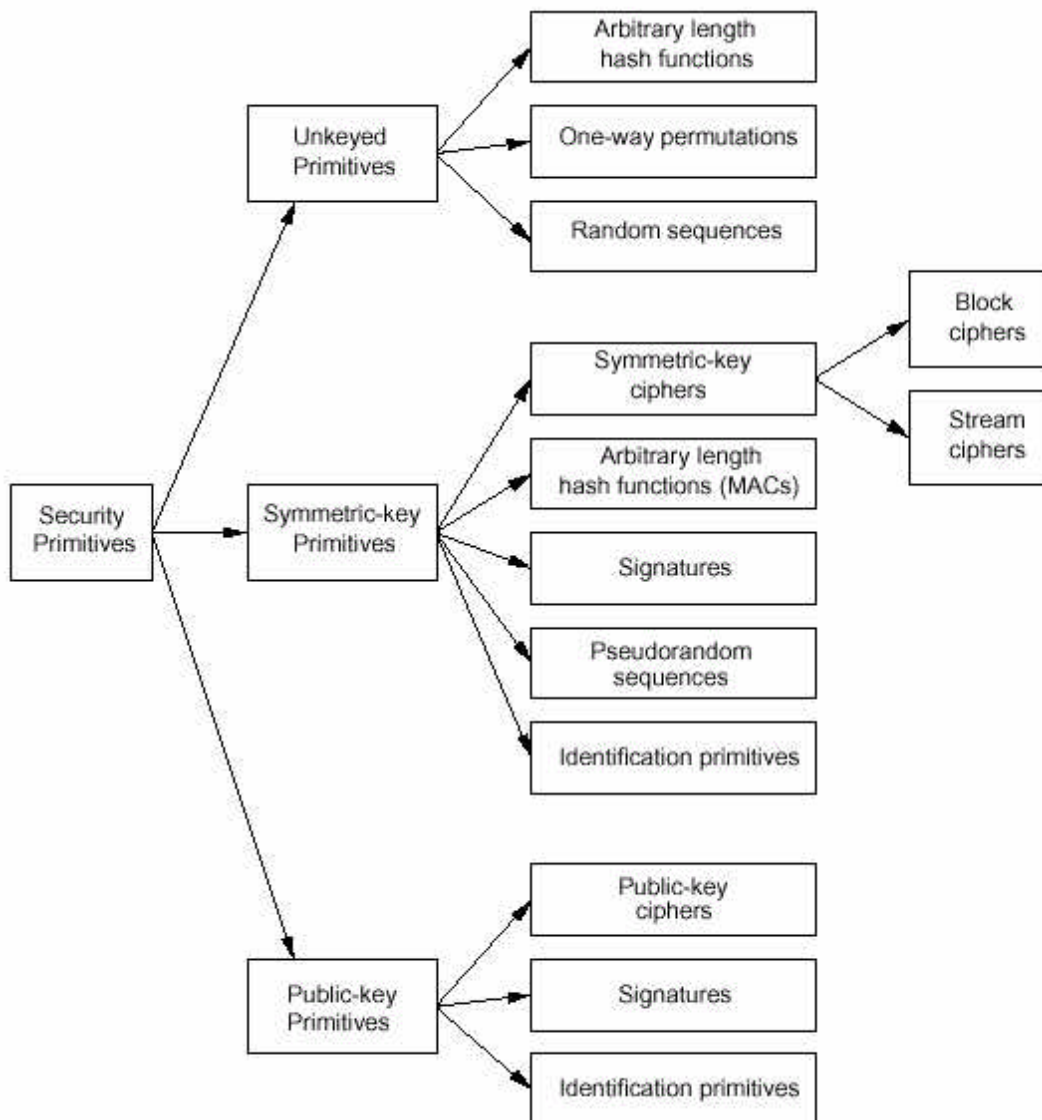 Arbitrary length
hash functions
Unkeyed
Primitives
One-way permutations
Random sequences
Block
ciphers
Symmetric-key
ciphers
Stream
ciphers
Arbitrary length
hash functions (MACs)
Security
Primitives
Symmetric-key
Primitives
Signatures
Pseudorandom
sequences
Identification primitives
Public-key
ciphers
Public-key
Primitives
Signatures
Identification primitives